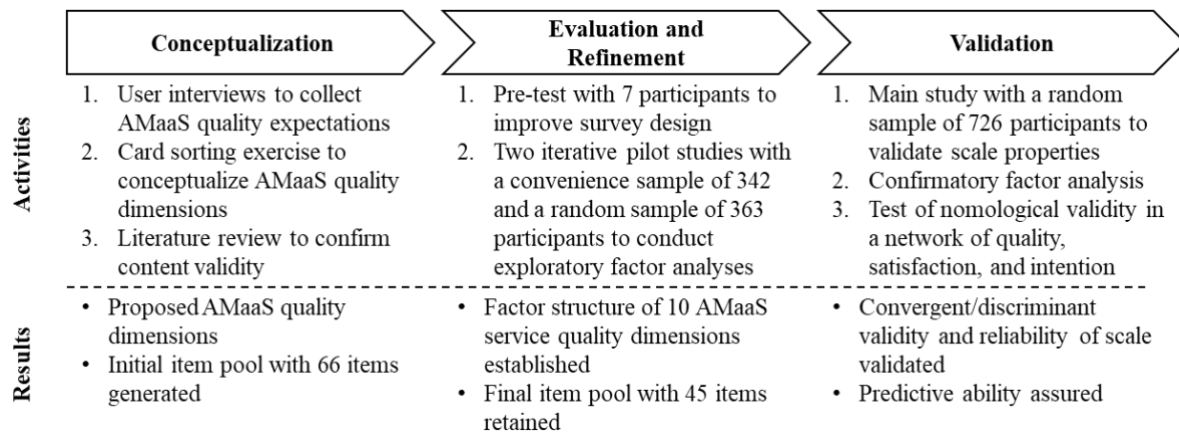 Conceptualization
Evaluation and
Refinement
Validation
Activities
1. User interviews to collect
AMaaS quality expectations
2. Card sorting exercise to
conceptualize AMaaS quality
dimensions
3. Literature review to confirm
content validity
1. Pre-test with 7 participants to
improve survey design
2. Two iterative pilot studies with
a convenience sample of 342
and a random sample of 363
participants to conduct
exploratory factor analyses
1. Main study with a random
sample of 726 participants to
validate scale properties
2. Confirmatory factor analysis
3. Test of nomological validity in
a network of quality,
satisfaction, and intention
Results
• Proposed AMaaS quality
dimensions
• Initial item pool with 66 items
generated
• Factor structure of 10 AMaaS
service quality dimensions
established
• Final item pool with 45 items
retained
• Convergent/discriminant
validity and reliability of scale
validated
• Predictive ability assured